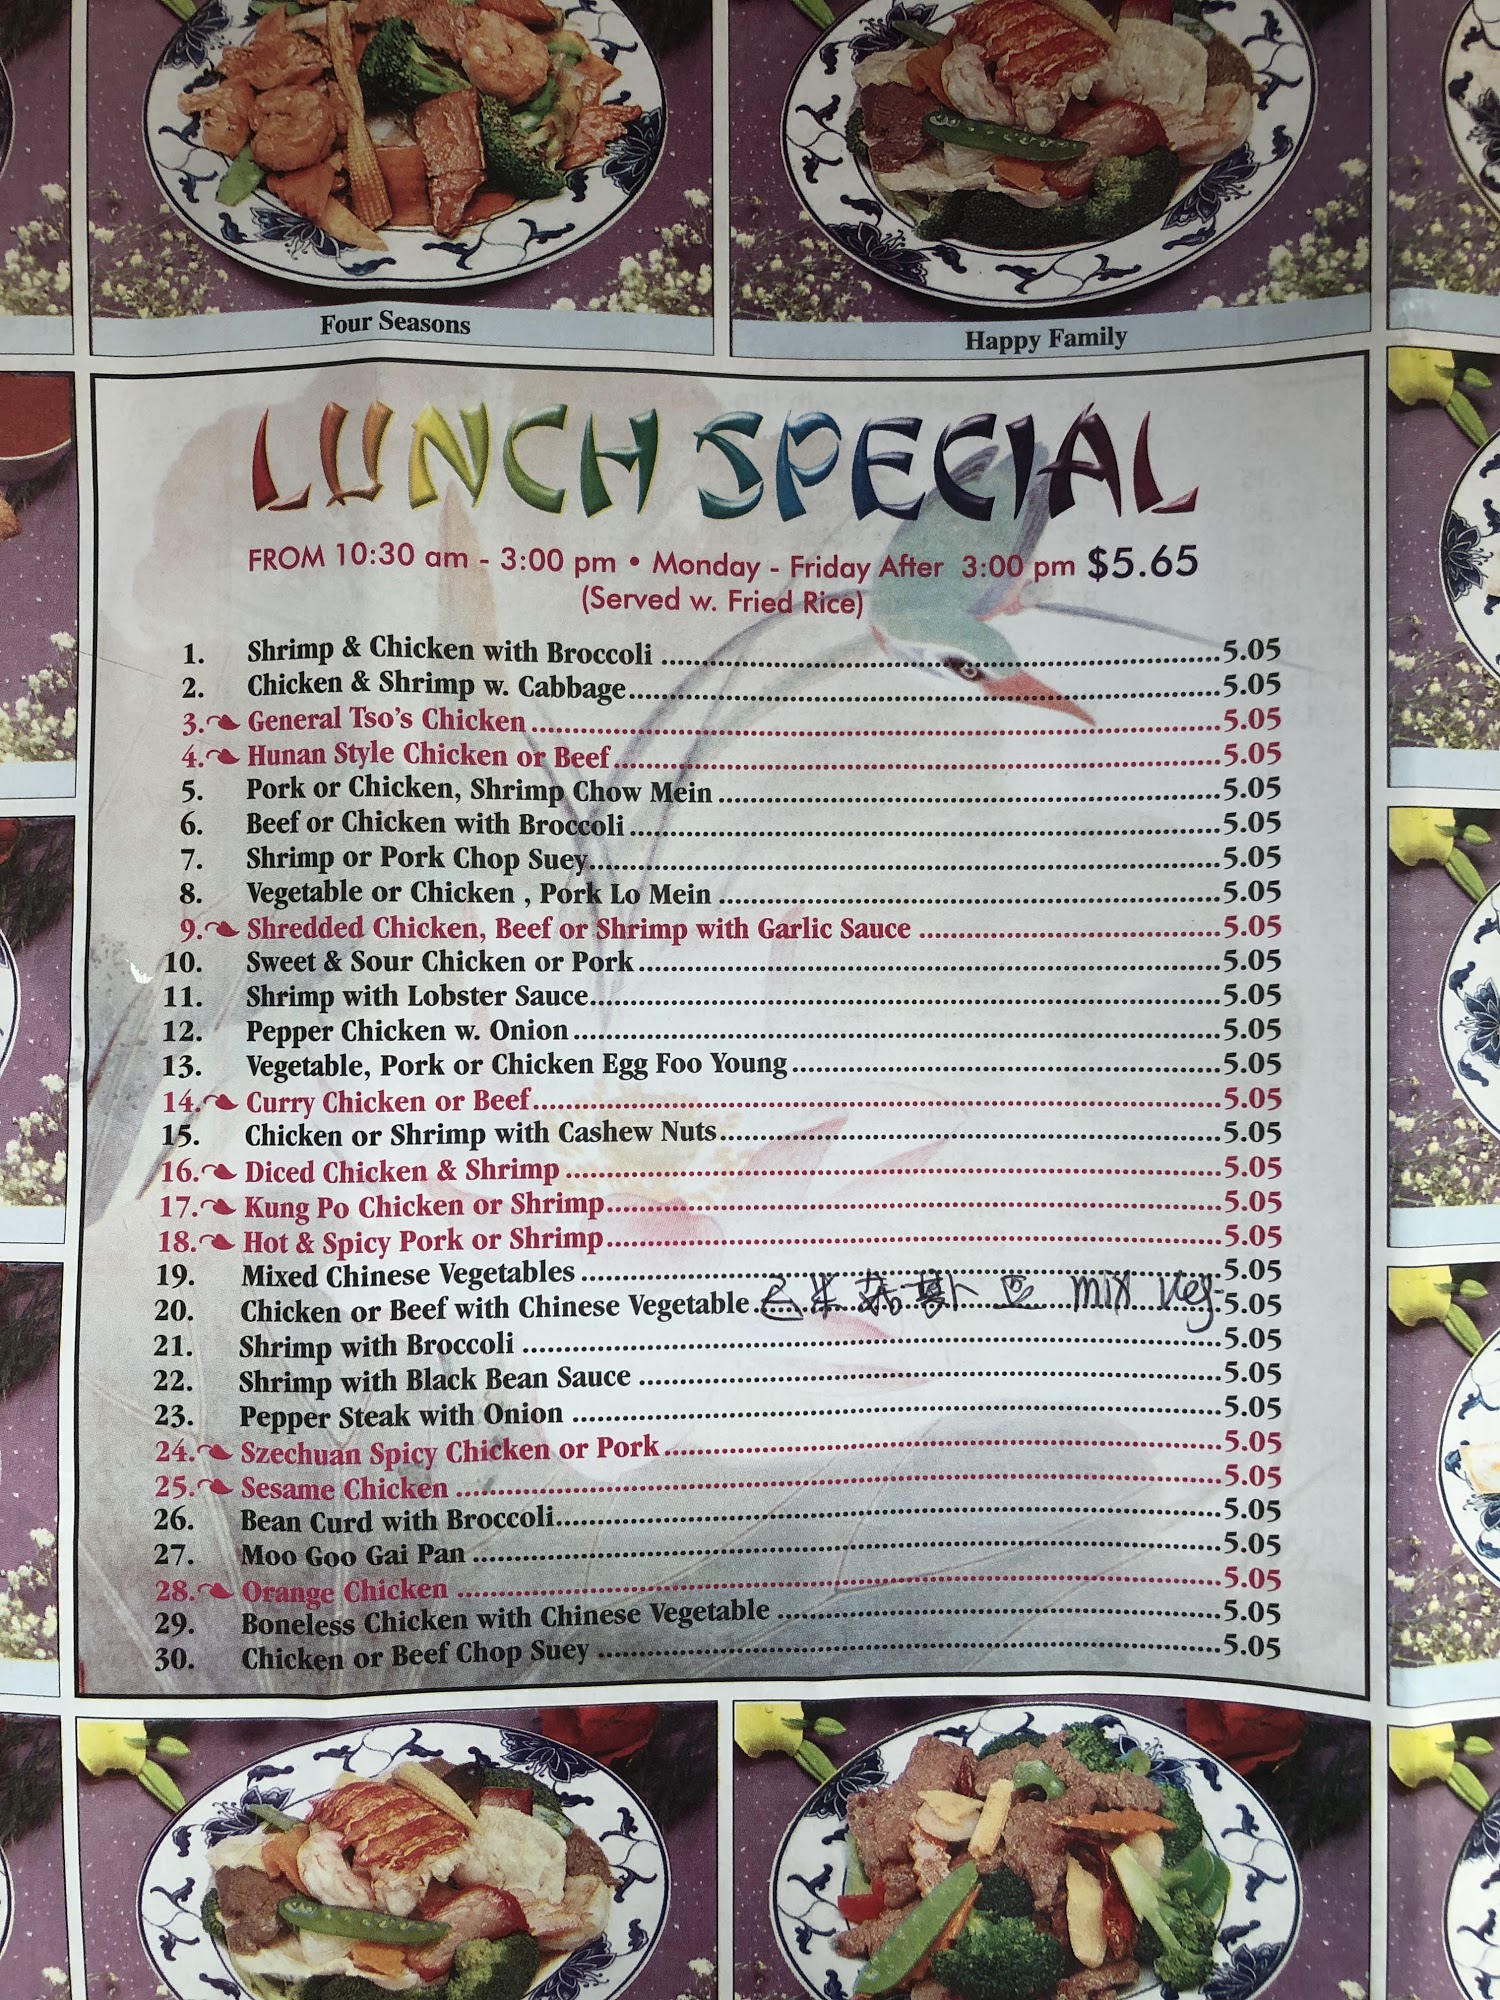 Four Seasons
Happy Family
LUNCH SPECIAL
FROM 10:30 am - 3:00 pm • Monday - Friday After 3:00 pm $5.65
(Served w. Fried Rice)
1. Shrimp & Chicken with Broccoli 5.05
2. Chicken & Shrimp w. Cabbage 5.05
3. General Tso's Chicken 5.05
4. Hunan Style Chicken or Beef 5.05
5. Pork or Chicken, Shrimp Chow Mein 5.05
6. Beef or Chicken with Broccoli 5.05
7. Shrimp or Pork Chop Suey 5.05
8. Vegetable or Chicken , Pork Lo Mein 5.05
9. Shredded Chicken, Beef or Shrimp with Garlic Sauce 5.05
10. Sweet & Sour Chicken or Pork 5.05
11. Shrimp with Lobster Sauce 5.05
12. Pepper Chicken w. Onion 5.05
13. Vegetable, Pork or Chicken Egg Foo Young 5.05
14. Curry Chicken or Beef 5.05
15. Chicken or Shrimp with Cashew Nuts 5.05
16. Diced Chicken & Shrimp 5.05
17. Kung Po Chicken or Shrimp 5.05
18. Hot & Spicy Pork or Shrimp 5.05
19. Mixed Chinese Vegetables 5.05
20. Chicken or Beef with Chinese Vegetable mix veg 5.05
21. Shrimp with Broccoli 5.05
22. Shrimp with Black Bean Sauce 5.05
23. Pepper Steak with Onion 5.05
24. Szechuan Spicy Chicken or Pork 5.05
25. Sesame Chicken 5.05
26. Bean Curd with Broccoli 5.05
27. Moo Goo Gai Pan 5.05
28. Orange Chicken 5.05
29. Boneless Chicken with Chinese Vegetable 5.05
30. Chicken or Beef Chop Suey 5.05